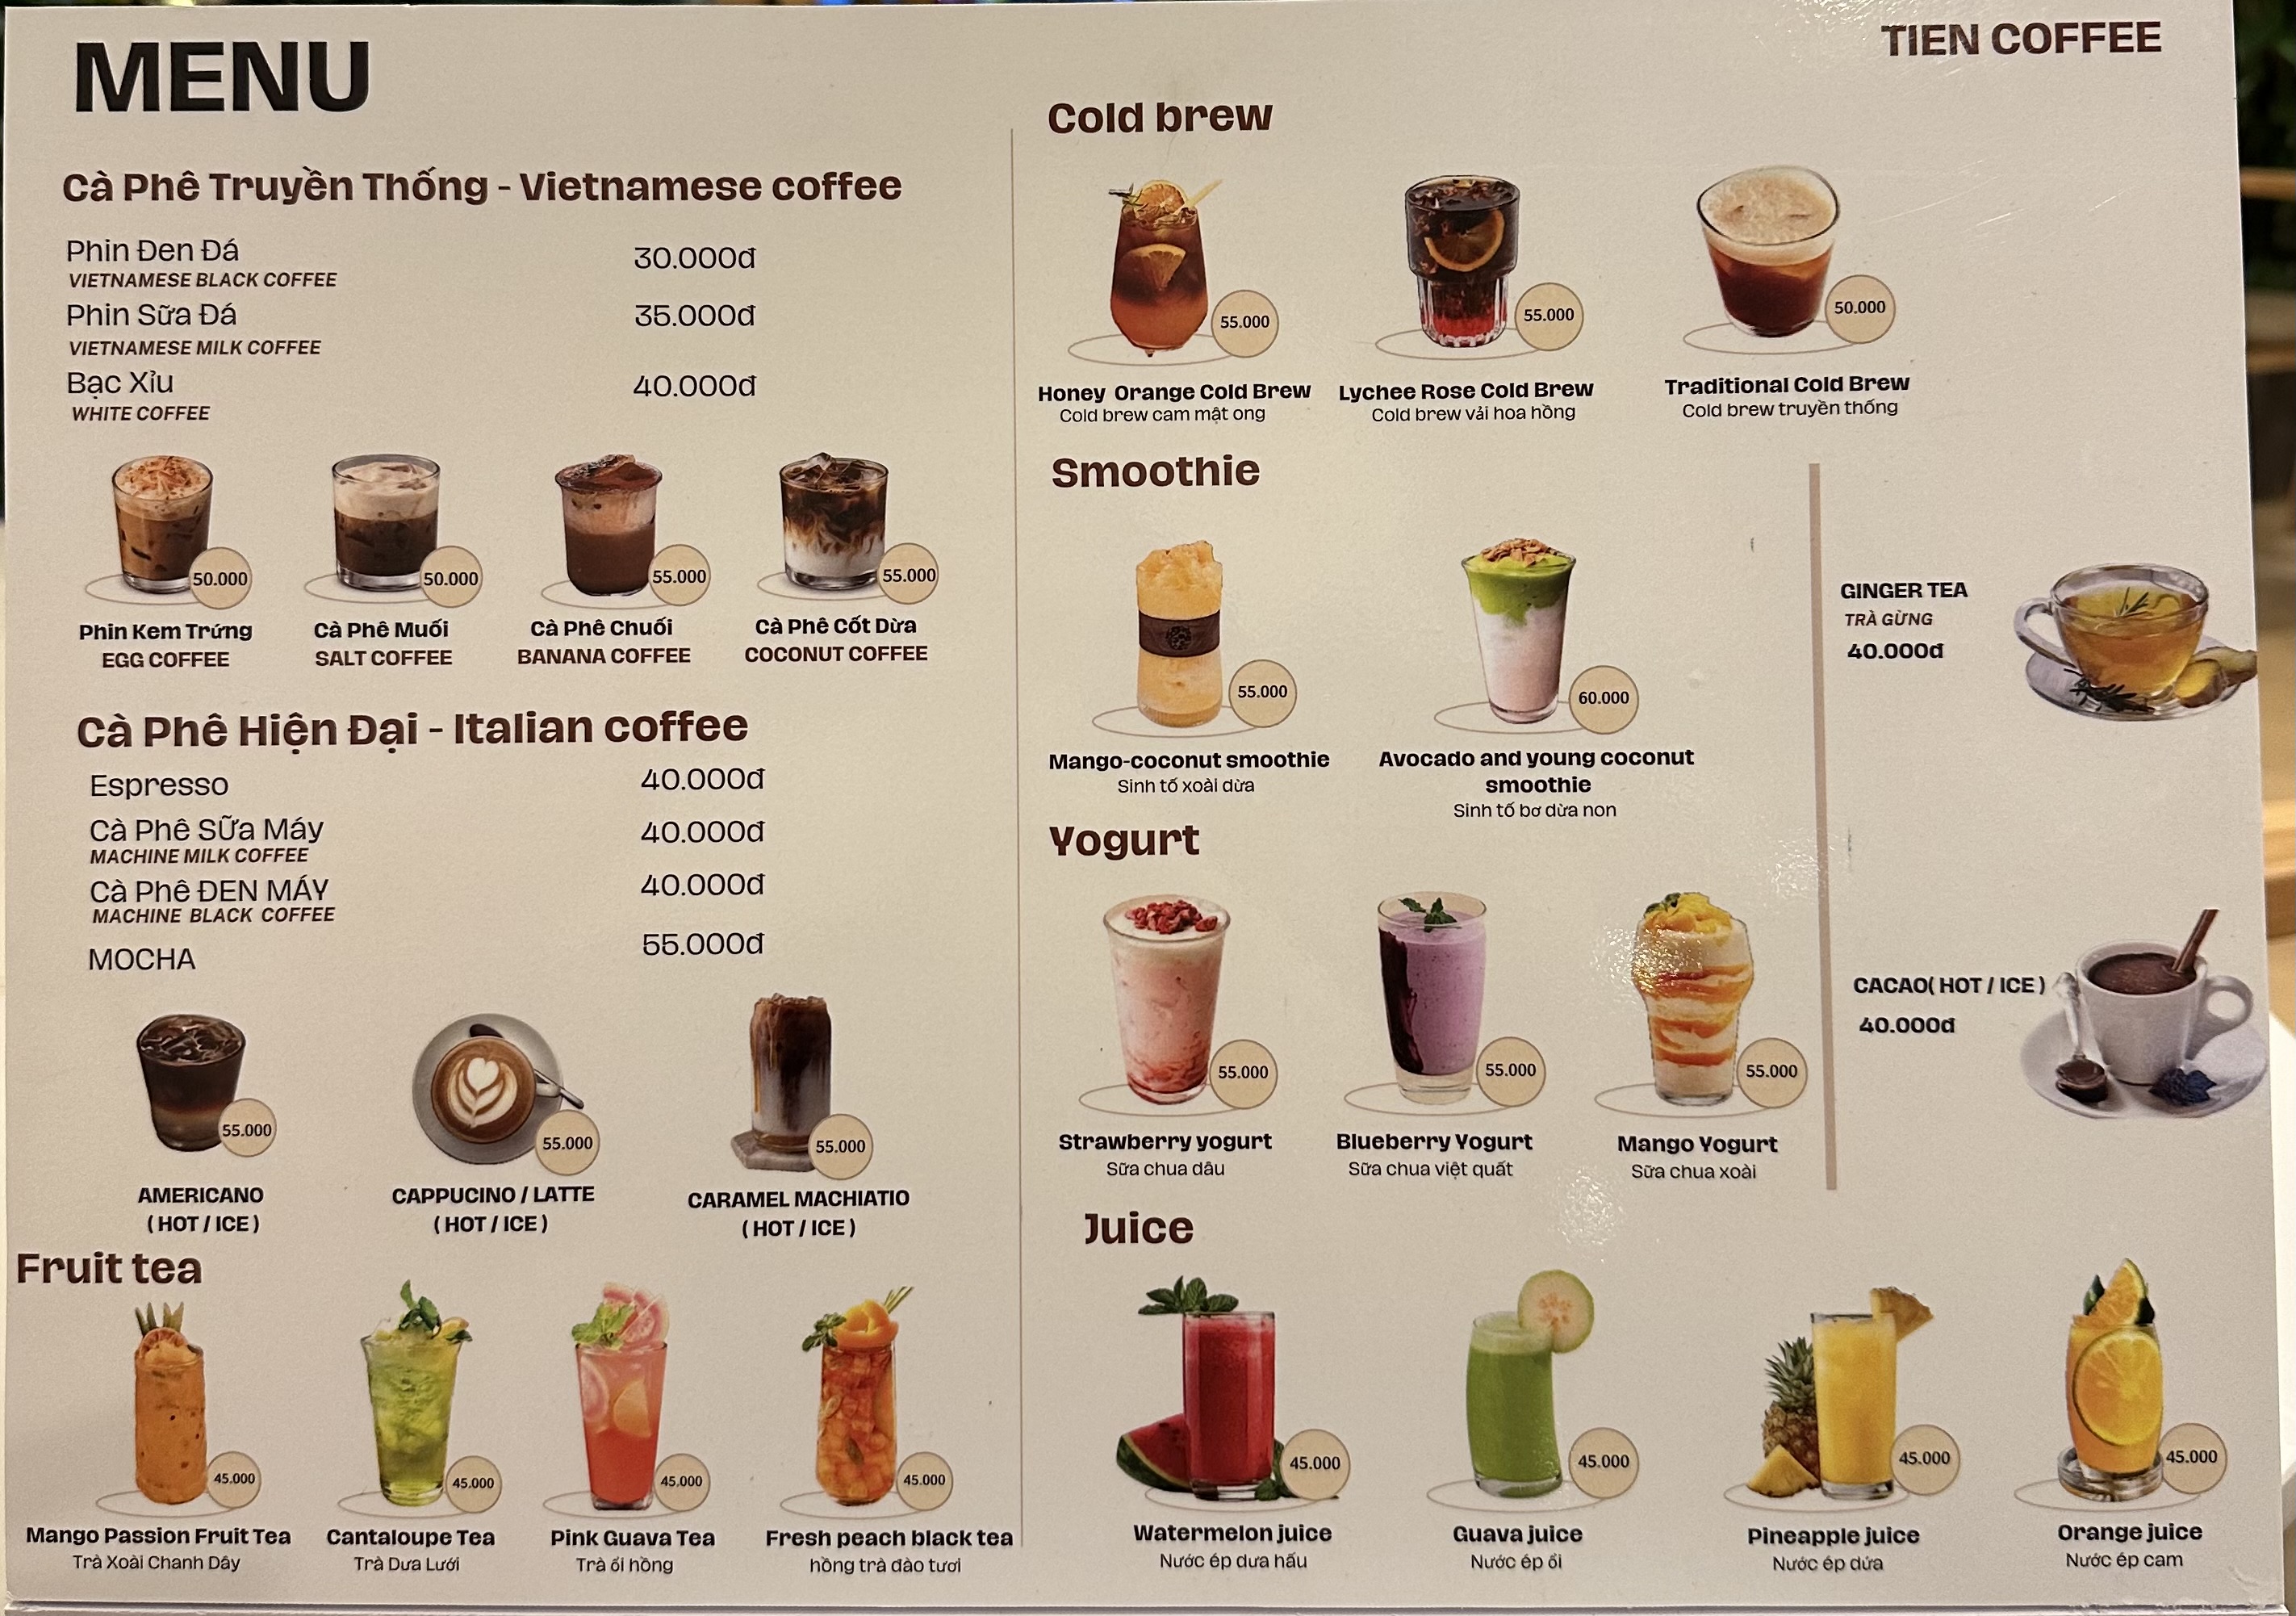 MENU
TIEN COFFEE
Cà Phê Truyền Thống - Vietnamese coffee
Phin Đen Đá
30.000đ
VIETNAMESE BLACK COFFEE
Phin Sữa Đá
35.000đ
VIETNAMESE MILK COFFEE
Bạc Xỉu
40.000đ
WHITE COFFEE
50.000
50.000
55.000
55.000
Phin Kem Trứng
EGG COFFEE
Cà Phê Muối
SALT COFFEE
Cà Phê Chuối
BANANA COFFEE
Cà Phê Cốt Dừa
COCONUT COFFEE
Cà Phê Hiện Đại - Italian coffee
Espresso
40.000đ
Cà Phê SỮa Máy
40.000đ
MACHINE MILK COFFEE
Cà Phê ĐEN MÁY
40.000đ
MACHINE BLACK COFFEE
MOCHA
55.000đ
55.000
55.000
55.000
AMERICANO
( HOT / ICE )
CAPPUCINO / LATTE
( HOT / ICE )
CARAMEL MACHIATIO
( HOT / ICE )
Fruit tea
45.000
45.000
45.000
45.000
Mango Passion Fruit Tea
Trà Xoài Chanh Dây
Cantaloupe Tea
Trà Dưa Lưới
Pink Guava Tea
Trà ổi hồng
Fresh peach black tea
hồng trà đào tươi
Cold brew
55.000
55.000
50.000
Honey Orange Cold Brew
Cold brew cam mật ong
Lychee Rose Cold Brew
Cold brew vải hoa hồng
Traditional Cold Brew
Cold brew truyền thống
Smoothie
55.000
60.000
Mango-coconut smoothie
Sinh tố xoài dừa
Avocado and young coconut
smoothie
Sinh tố bơ dừa non
GINGER TEA
TRÀ GỪNG
40.000đ
Yogurt
55.000
55.000
55.000
Strawberry yogurt
Sữa chua dâu
Blueberry Yogurt
Sữa chua việt quất
Mango Yogurt
Sữa chua xoài
CACAO( HOT / ICE )
40.000đ
Juice
45.000
45.000
45.000
45.000
Watermelon juice
Nước ép dưa hấu
Guava juice
Nước ép ổi
Pineapple juice
Nước ép dứa
Orange juice
Nước ép cam